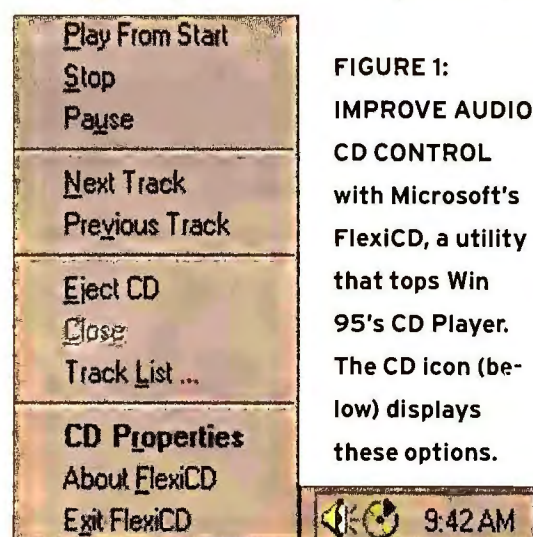 Play From Start
Stop
Pause
Next Track
Previous Track
Eject CD
Close
Track List ...
CD Properties
About FlexiCD
Exit FlexiCD
FIGURE 1:
IMPROVE AUDIO
CD CONTROL
with Microsoft's
FlexiCD, a utility
that tops Win
95's CD Player.
The CD icon (be-
low) displays
these options.
9:42 AM